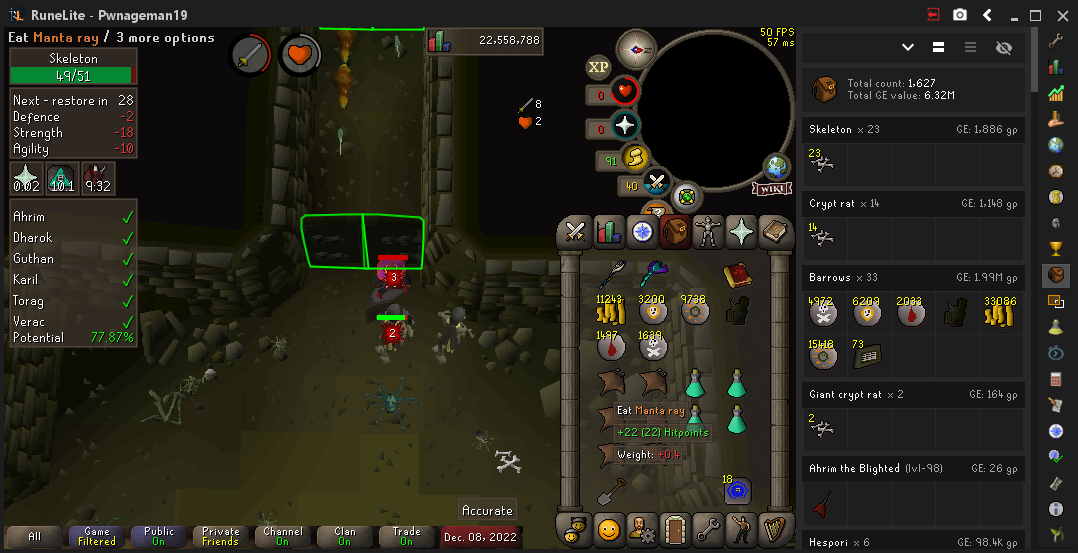 RuneLite - Pwnageman19
Eat Manta ray / 3 more options
Skeleton
49/51
Next - restore in 28
Defence -2
Strength -18
Agility -10
0.02 10.1 9.32
Ahrim
Dharok
Guthan
Karil
Torag
Verac
Potential 77.87%
22,558,788
50 FPS
57 ms
XP
0
0
91
40
WIKI
8
2
3
2
11243 3200 9738
1497 1639
Eat Manta ray
+22 (22) Hitpoints
Weight: +0.4
18
Accurate
All
Game
Filtered
Public
On
Private
Friends
Channel
On
Clan
On
Trade
On
Dec. 08, 2022
Total count: 1,627
Total GE value: 6.32M
Skeleton x 23 GE: 1,886 gp
23
Crypt rat x 14 GE: 1,148 gp
14
Barrows x 33 GE: 1.99M
4972 6209 2033 33086
15418 73
Giant crypt rat x 2 GE: 164 gp
2
Ahrim the Blighted (lvl-98) GE: 26 gp
Hespori x 6 GE: 98.4K gp